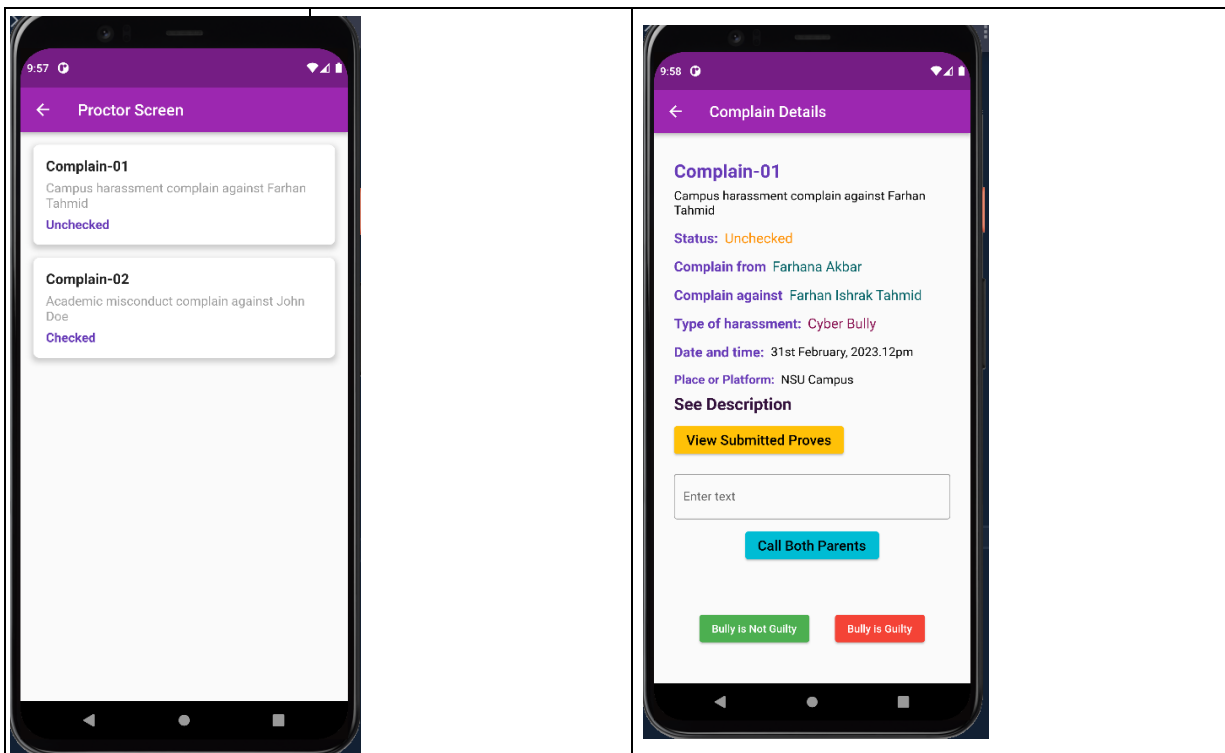 9:57
Proctor Screen
Complain-01
Campus harassment complain against Farhan
Tahmid
Unchecked
Complain-02
Academic misconduct complain against John
Doe
Checked
9:58
Complain Details
Complain-01
Campus harassment complain against Farhan
Tahmid
Status: Unchecked
Complain from Farhana Akbar
Complain against Farhan Ishrak Tahmid
Type of harassment: Cyber Bully
Date and time: 31st February, 2023.12pm
Place or Platform: NSU Campus
See Description
View Submitted Proves
Enter text
Call Both Parents
Bully is Not Guilty Bully is Guilty